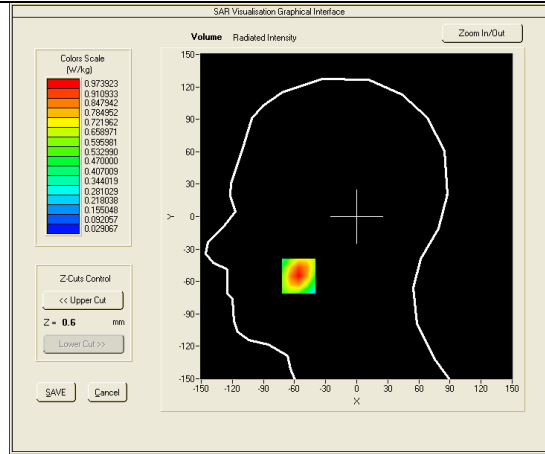 SAR Visualisation Graphical Interface
Volume Radiated Intensity
Zoom In/Out
Colors Scale
(W/kg)
0.973923
0.910933
0.847942
0.784952
0.721962
0.658971
0.595981
0.532990
0.470000
0.407009
0.344019
0.281029
0.218038
0.155048
0.092057
0.029067
Z-Cuts Control
<< Upper Cut
Z = 0.6 mm
Lower Cut >>
SAVE Cancel
150-
120-
90-
60-
30-
Y 0-
-30-
-60-
-90-
-120-
-150-
-150 -120 -90 -60 -30 0 30 60 90 120 150
X